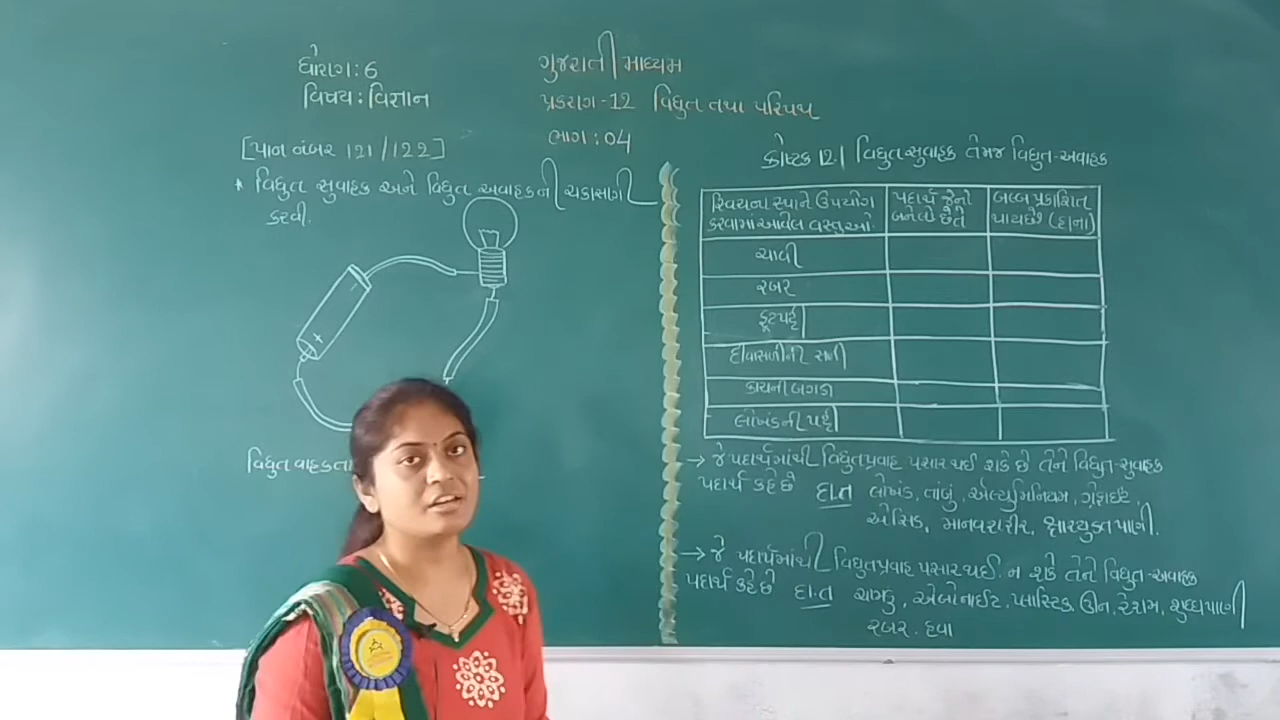 ધોરણ : 6
વિષય : વિજ્ઞાન
ગુજરાતી માધ્યમ
પ્રકરણ - 12 વિદ્યુત તથા પરિપથ
ભાગ : 04
[પાન નંબર 121/122]
* વિદ્યુત સુવાહક અને વિદ્યુત અવાહકની ચકાસણી
કરવી.
+
વિદ્યુત વાહકતા
કોષ્ટક 12.1 વિદ્યુત સુવાહક તેમજ વિદ્યુત-અવાહક
સ્વિચના સ્થાને ઉપયોગ પદાર્થ જેનો બલ્બ પ્રકાશિત
કરવામાં આવેલ વસ્તુઓ. બનેલો છે તે થાય છે? (હા/ના)
ચાવી
રબર
ફૂટપટ્ટી
દીવાસળીની સળી
કાચની બંગડી
લોખંડની પટ્ટી
→ જે પદાર્થમાંથી વિદ્યુતપ્રવાહ પસાર થઈ શકે છે તેને વિદ્યુત-સુવાહક
પદાર્થ કહે છે દા.ત લોખંડ, તાંબું, એલ્યુમિનિયમ, ગ્રેફાઈટ,
એસિડ, માનવશરીર, ક્ષારયુક્ત પાણી.
→ જે પદાર્થમાંથી વિદ્યુતપ્રવાહ પસાર થઈ ન શકે તેને વિદ્યુત-અવાહક
પદાર્થ કહે છે દા.ત ચામડુ, એબોનાઈટ, પ્લાસ્ટિક, ઊન, રેશમ, શુધ્ધપાણી
રબર. હવા